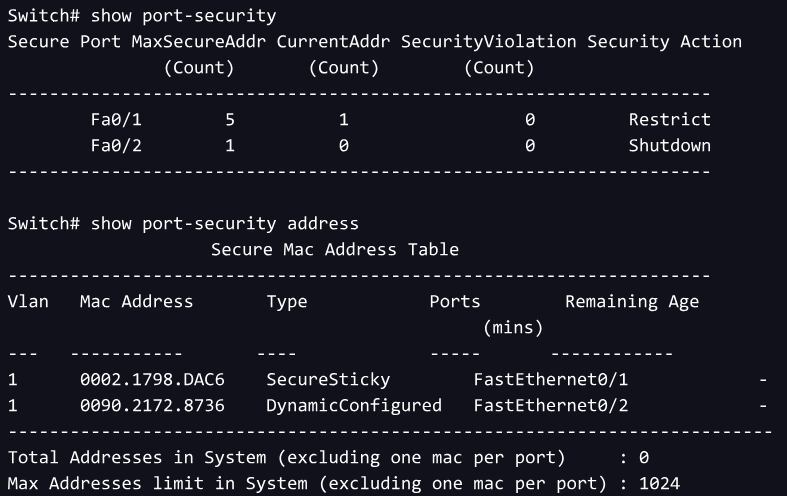 Switch# show port-security
Secure Port MaxSecureAddr CurrentAddr SecurityViolation Security Action
(Count) (Count) (Count)
--------------------------------------------------------------------
Fa0/1 5 1 0 Restrict
Fa0/2 1 0 0 Shutdown
--------------------------------------------------------------------
Switch# show port-security address
Secure Mac Address Table
--------------------------------------------------------------------
Vlan Mac Address Type Ports Remaining Age
(mins)
--- ----------- ---- ----- ------------
1 0002.1798.DAC6 SecureSticky FastEthernet0/1 -
1 0090.2172.8736 DynamicConfigured FastEthernet0/2 -
--------------------------------------------------------------------------
Total Addresses in System (excluding one mac per port) : 0
Max Addresses limit in System (excluding one mac per port) : 1024